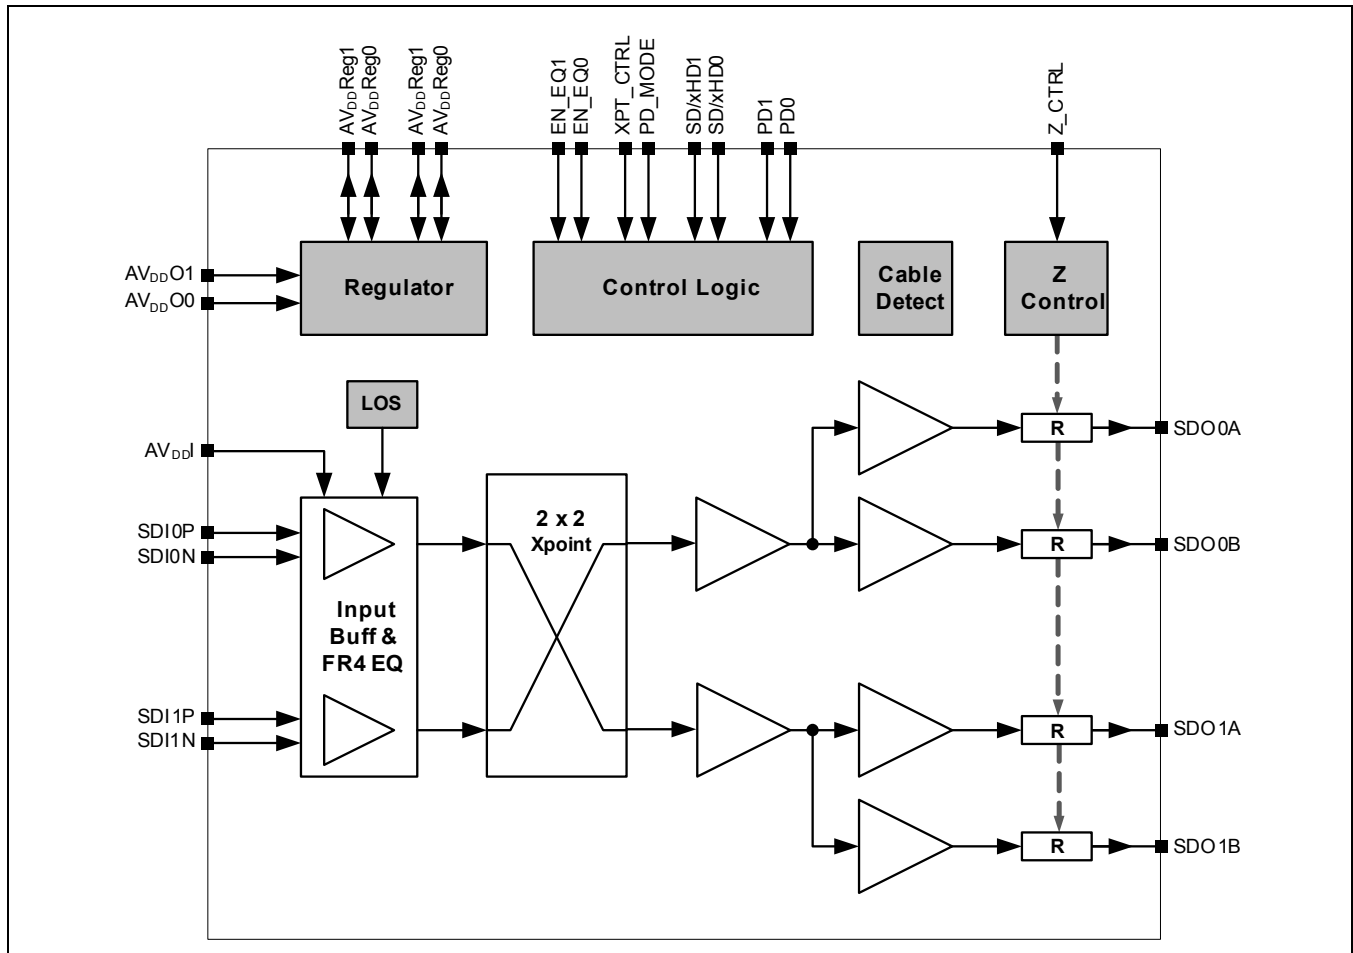 AVDDReg1
AVDDReg0
AVDDReg1
AVDDReg0
EN_EQ1
EN_EQ0
XPT_CTRL
PD_MODE
SD/xHD1
SD/xHD0
PD1
PD0
Z_CTRL
AVDDO1
AVDDO0
Regulator
Control Logic
Cable
Detect
Z
Control
LOS
AVDDI
SDI0P
SDI0N
Input
Buff &
FR4 EQ
SDI1P
SDI1N
2 x 2
Xpoint
R
SDO0A
R
SDO0B
R
SDO1A
R
SDO1B